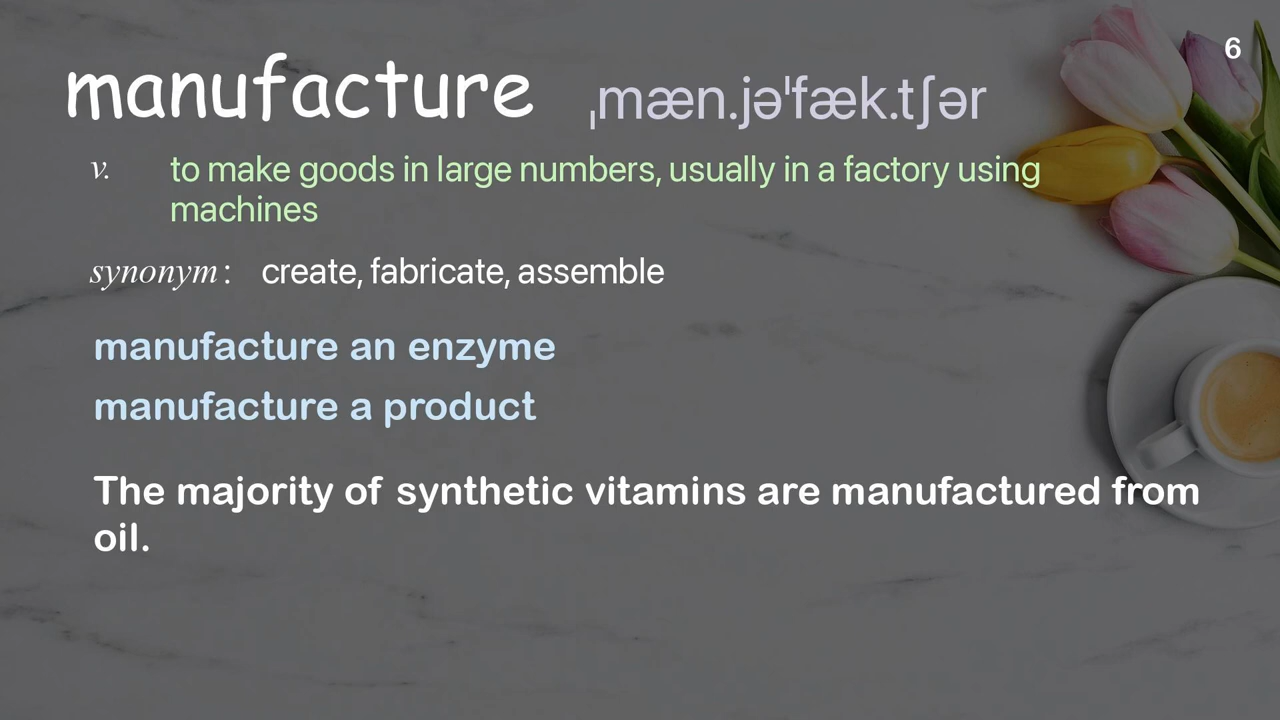 6
manufacture ˌmæn.jəˈfæk.tʃər
v. to make goods in large numbers, usually in a factory using
machines
synonym: create, fabricate, assemble
manufacture an enzyme
manufacture a product
The majority of synthetic vitamins are manufactured from
oil.